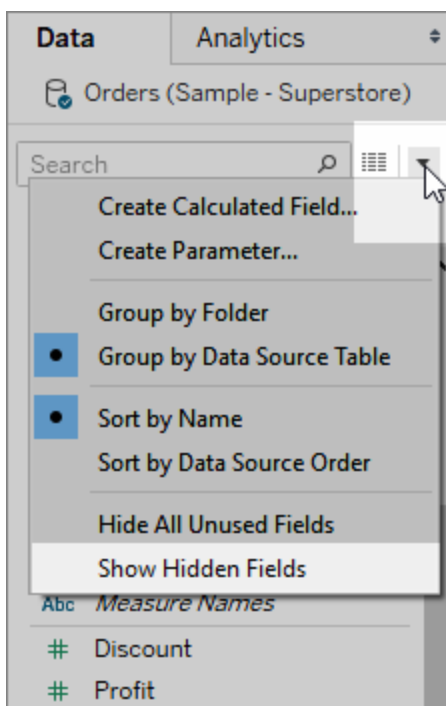 Data Analytics
Orders (Sample - Superstore)
Search
Create Calculated Field...
Create Parameter...
Group by Folder
Group by Data Source Table
Sort by Name
Sort by Data Source Order
Hide All Unused Fields
Show Hidden Fields
Abc Measure Names
# Discount
# Profit